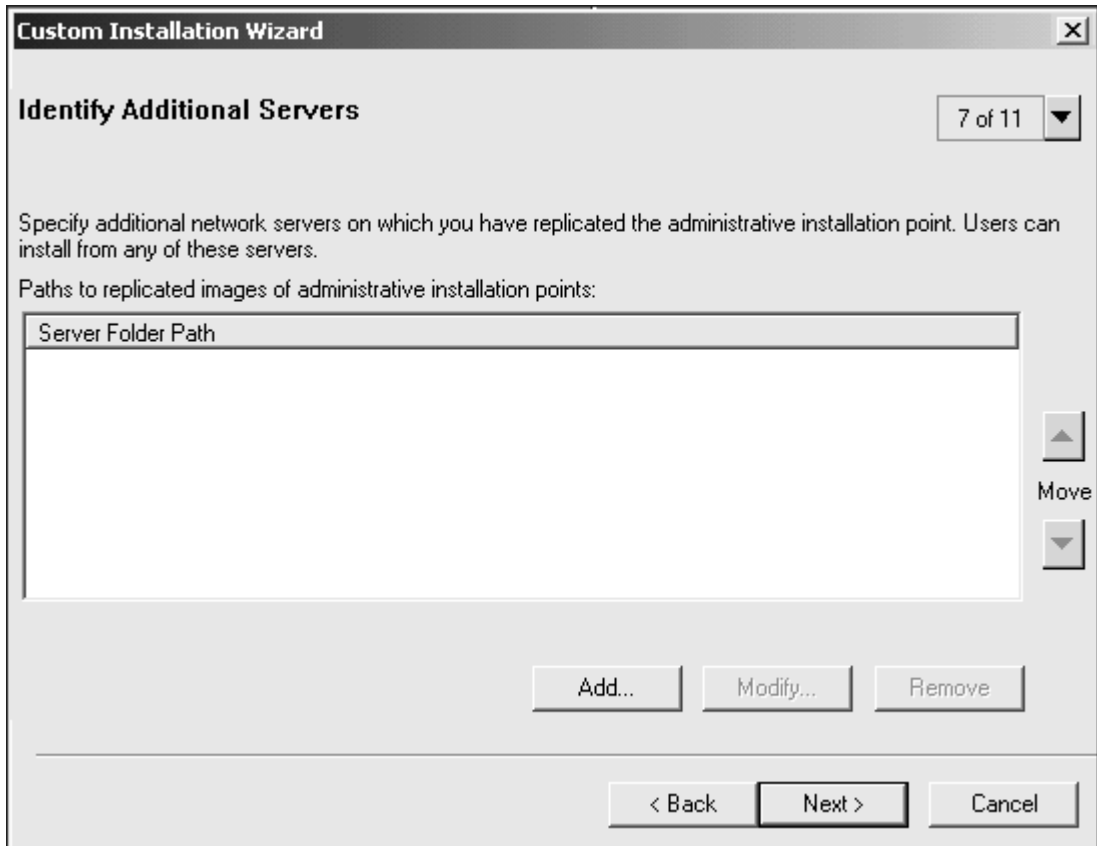 Custom Installation Wizard
Identify Additional Servers
7 of 11
Specify additional network servers on which you have replicated the administrative installation point. Users can
install from any of these servers.
Paths to replicated images of administrative installation points:
Server Folder Path
Move
Add...
Modify...
Remove
< Back
Next >
Cancel